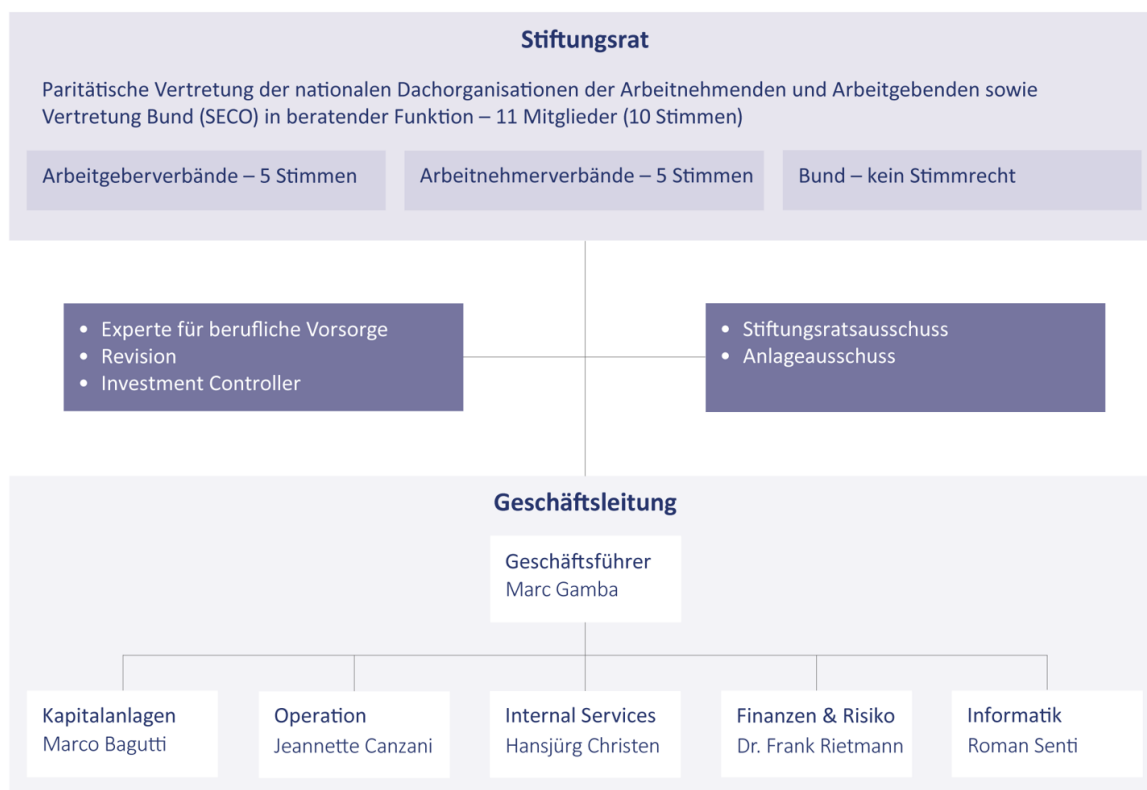 Stiftungsrat
Paritätische Vertretung der nationalen Dachorganisationen der Arbeitnehmenden und Arbeitgebenden sowie
Vertretung Bund (SECO) in beratender Funktion – 11 Mitglieder (10 Stimmen)
Arbeitgeberverbände – 5 Stimmen
Arbeitnehmerverbände – 5 Stimmen
Bund – kein Stimmrecht
• Experte für berufliche Vorsorge
• Revision
• Investment Controller
• Stiftungsratsausschuss
• Anlageausschuss
Geschäftsleitung
Geschäftsführer
Marc Gamba
Kapitalanlagen
Marco Bagutti
Operation
Jeannette Canzani
Internal Services
Hansjürg Christen
Finanzen & Risiko
Dr. Frank Rietmann
Informatik
Roman Senti